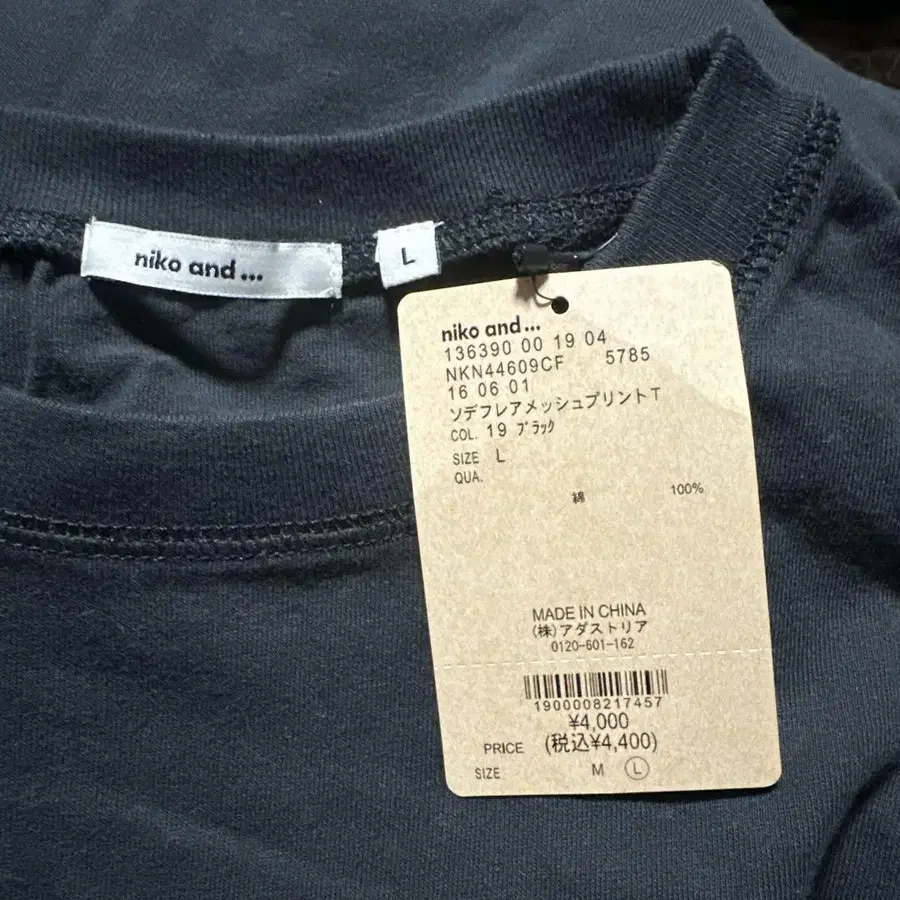 niko and...
L
niko and...
136390 00 19 04
NKN44609CF 5785
16 06 01
ソデフレアメッシュプリントT
COL. 19 ブラック
SIZE L
QUA.
綿 100%
MADE IN CHINA
(株)アダストリア
0120-601-162
1900008217457
¥4,000
PRICE (税込¥4,400)
SIZE M L